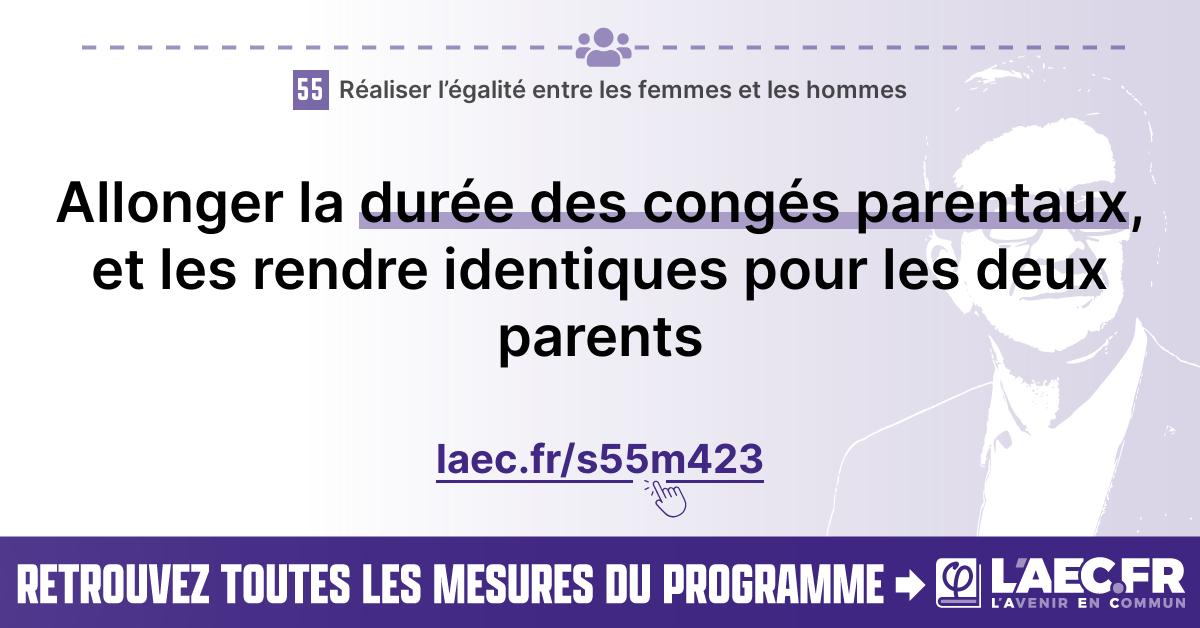 55 Réaliser l’égalité entre les femmes et les hommes
Allonger la durée des congés parentaux,
et les rendre identiques pour les deux
parents
laec.fr/s55m423
RETROUVEZ TOUTES LES MESURES DU PROGRAMME φ L'AEC.FR
L'AVENIR EN COMMUN